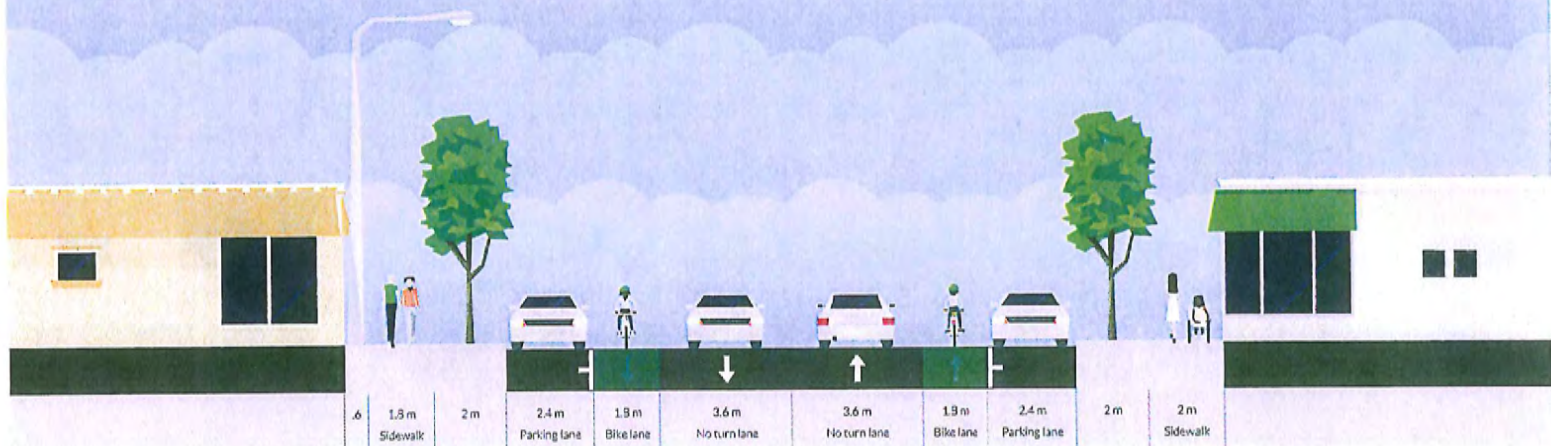 .6
1.8 m
Sidewalk
2 m
2.4 m
Parking lane
1.8 m
Bike lane
3.6 m
No turn lane
3.6 m
No turn lane
1.8 m
Bike lane
2.4 m
Parking lane
2 m
2 m
Sidewalk